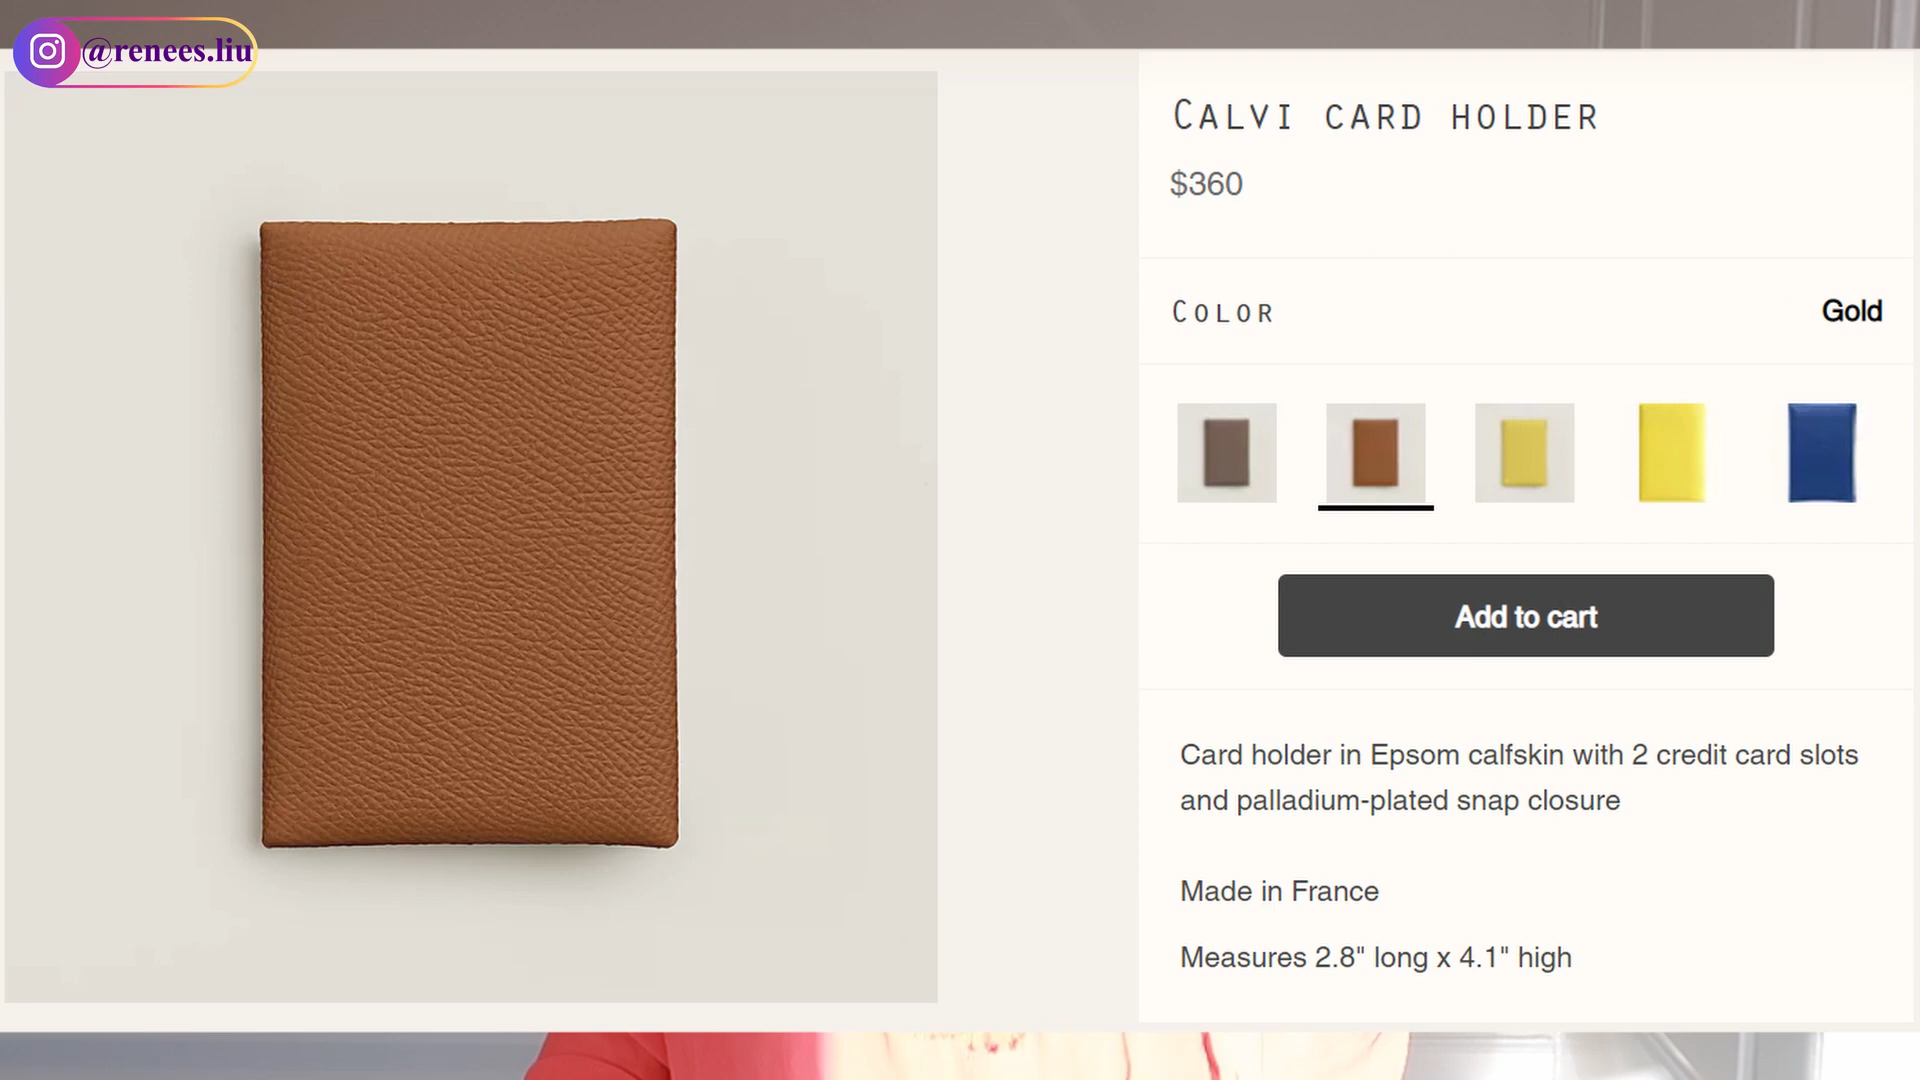 @renees.liu
CALVI CARD HOLDER
$360
COLOR
Gold
Add to cart
Card holder in Epsom calfskin with 2 credit card slots
and palladium-plated snap closure
Made in France
Measures 2.8" long x 4.1" high